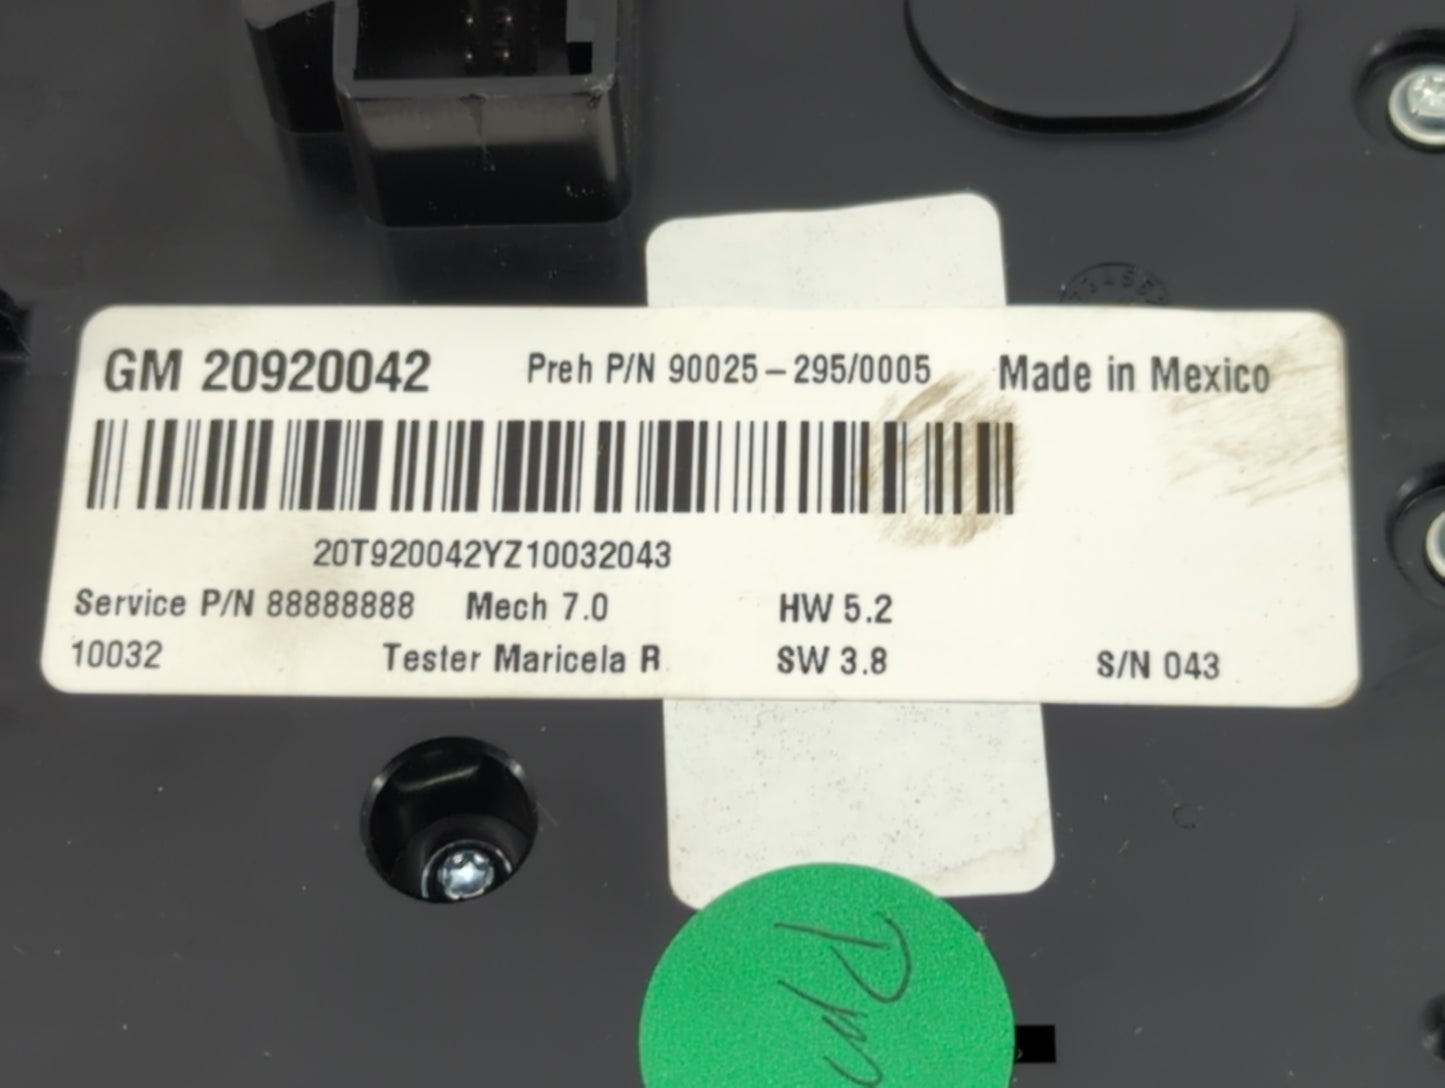 GM 20920042 Preh P/N 90025-295/0005 Made in Mexico
20T920042YZ10032043
Service P/N 88888888 Mech 7.0 HW 5.2
10032 Tester Maricela R SW 3.8 S/N 043